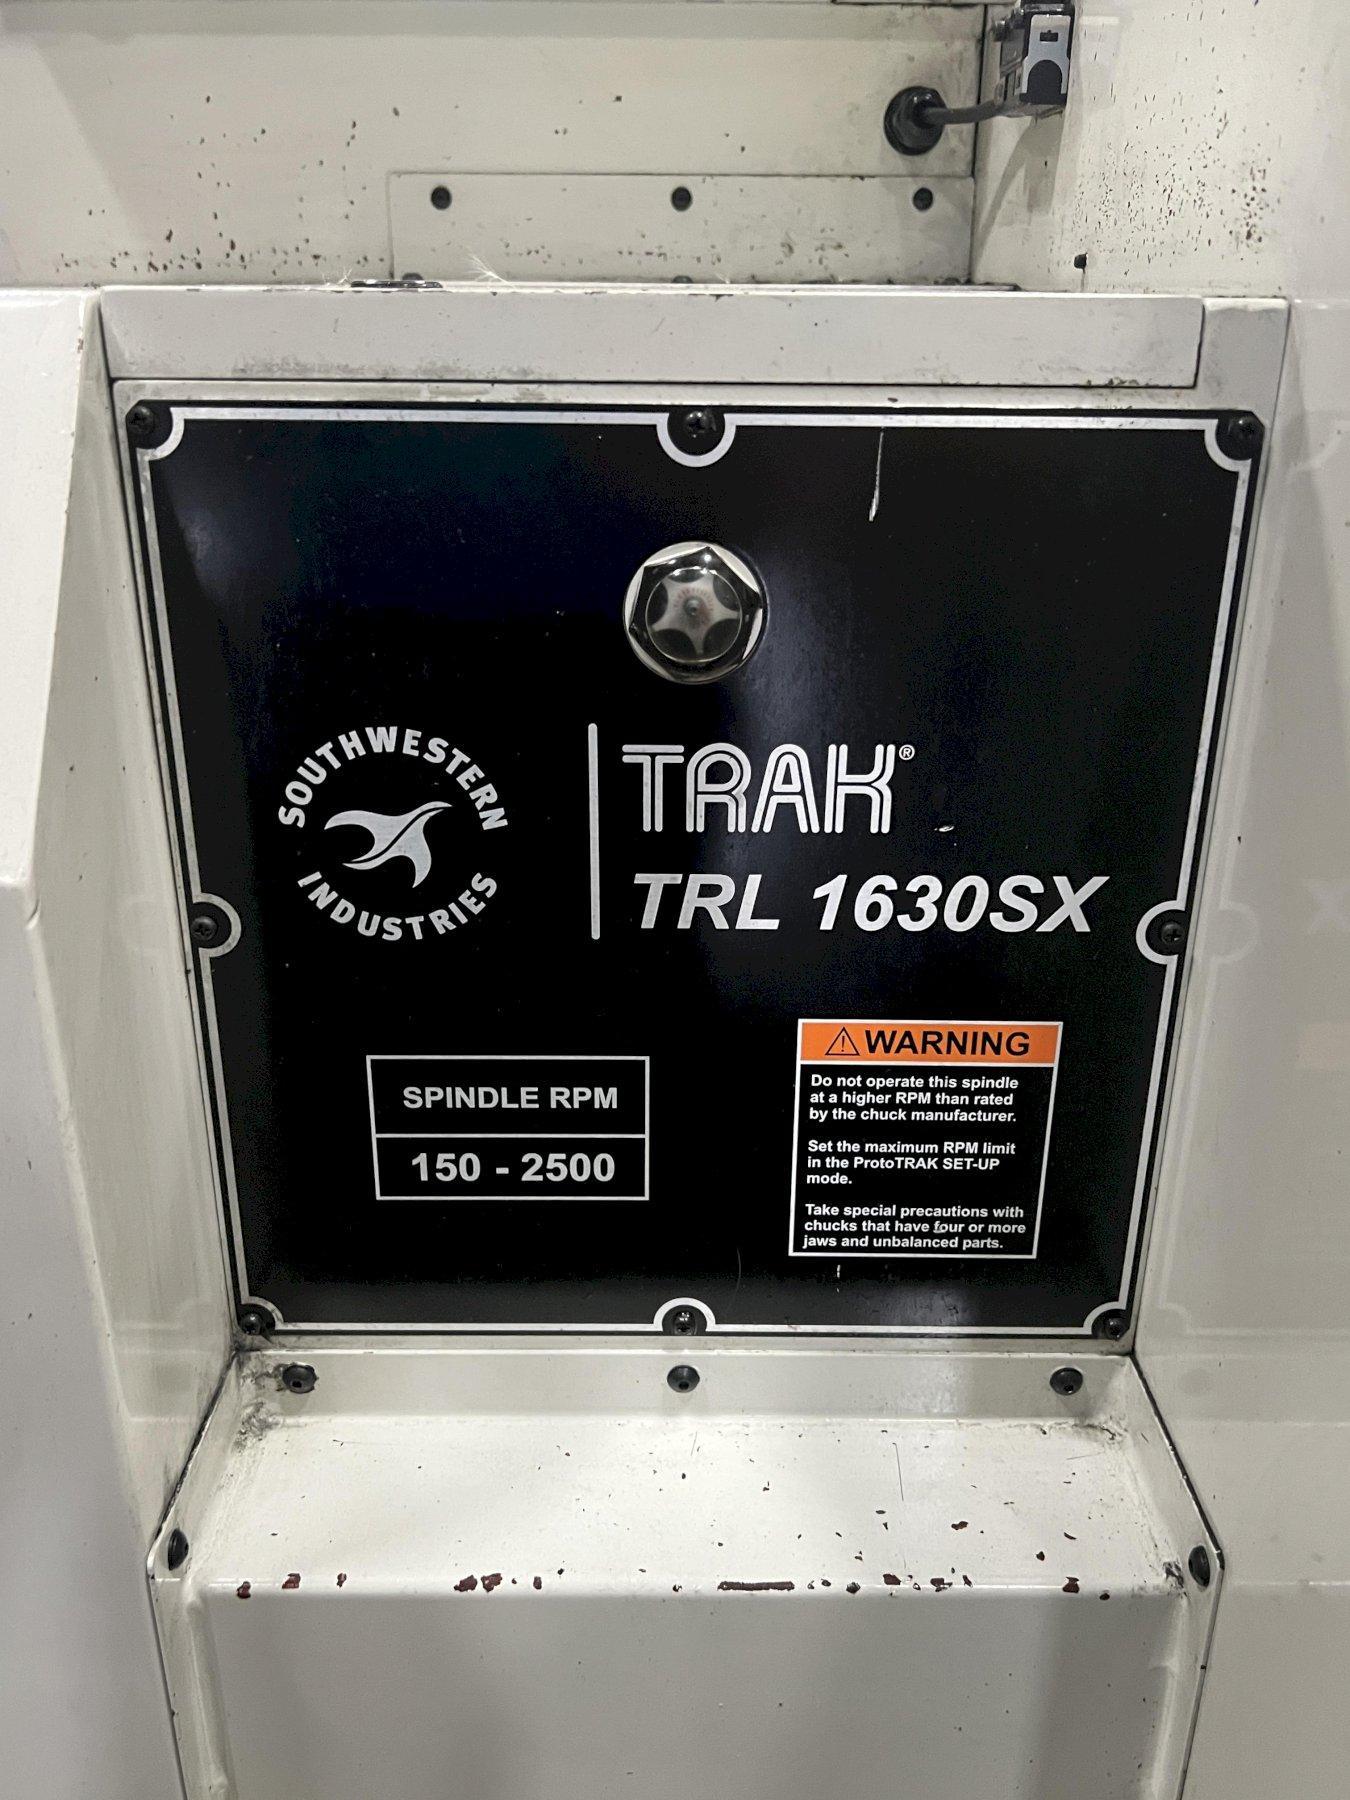 SOUTHWESTERN
INDUSTRIES
TRAK®
TRL 1630SX
SPINDLE RPM
150 - 2500
WARNING
Do not operate this spindle
at a higher RPM than rated
by the chuck manufacturer.
Set the maximum RPM limit
in the ProtoTRAK SET-UP
mode.
Take special precautions with
chucks that have four or more
jaws and unbalanced parts.